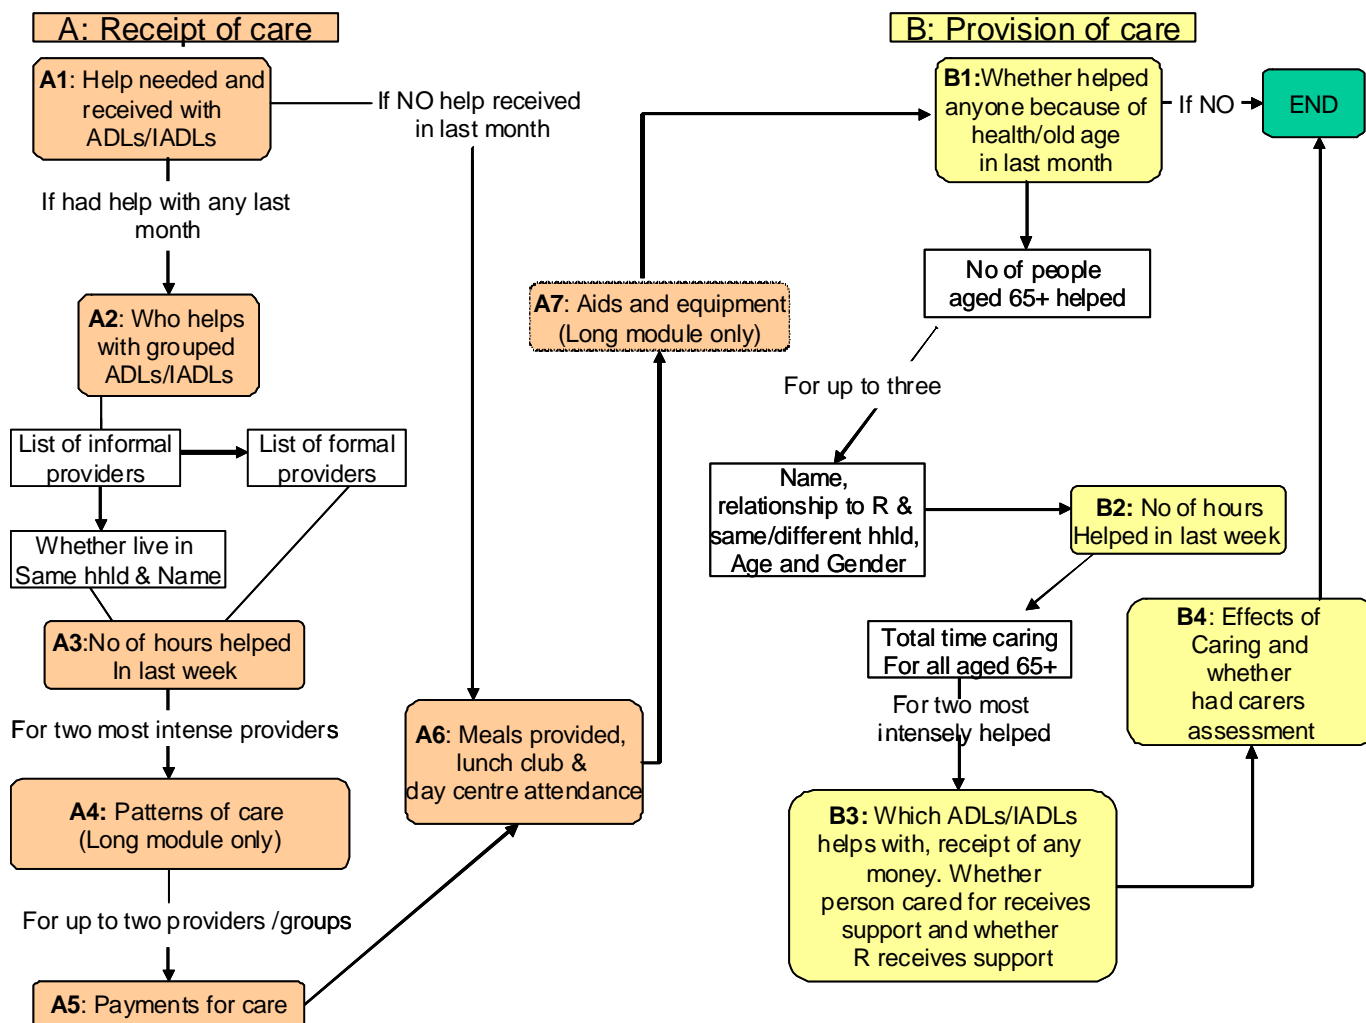 A: Receipt of care
A1: Help needed and
received with
ADLs/IADLs
If NO help received
in last month
If had help with any last
month
A2: Who helps
with grouped
ADLs/IADLs
List of informal
providers
List of formal
providers
Whether live in
Same hhld & Name
A3:No of hours helped
In last week
For two most intense providers
A4: Patterns of care
(Long module only)
For up to two providers /groups
A5: Payments for care
A6: Meals provided,
lunch club &
day centre attendance
A7: Aids and equipment
(Long module only)
B: Provision of care
B1:Whether helped
anyone because of
health/old age
in last month
If NO
END
No of people
aged 65+ helped
For up to three
Name,
relationship to R &
same/different hhld,
Age and Gender
B2: No of hours
Helped in last week
Total time caring
For all aged 65+
For two most
intensely helped
B3: Which ADLs/IADLs
helps with, receipt of any
money. Whether
person cared for receives
support and whether
R receives support
B4: Effects of
Caring and
whether
had carers
assessment